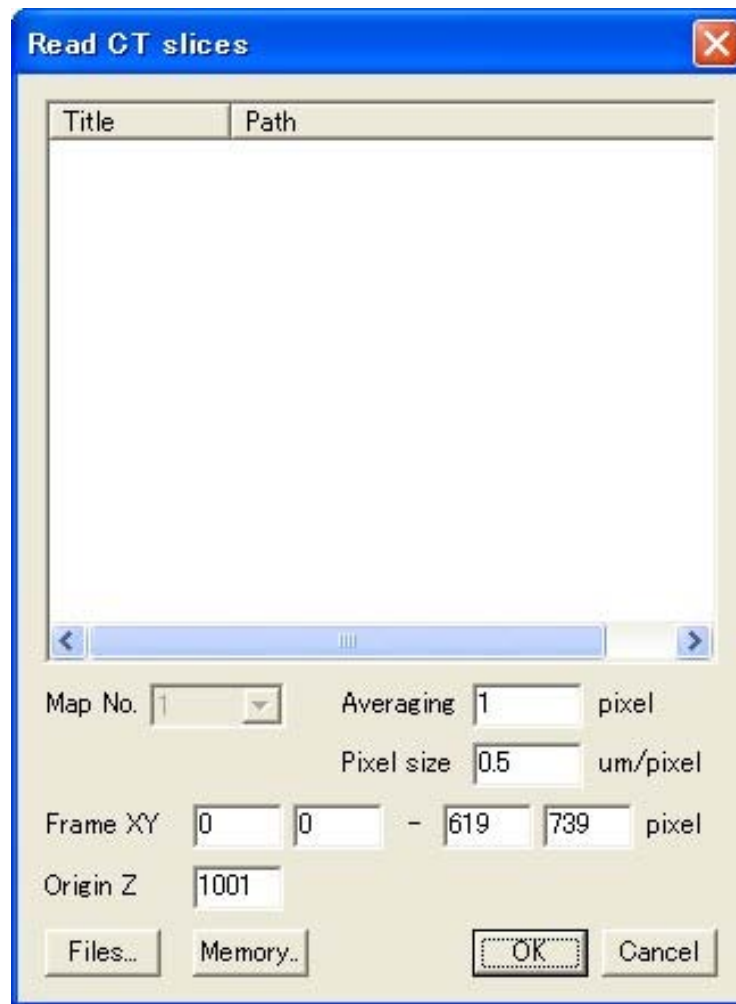 Read CT slices
Title Path
Map No. 1 Averaging 1 pixel
Pixel size 0.5 um/pixel
Frame XY 0 0 - 619 739 pixel
Origin Z 1001
Files... Memory.. OK Cancel